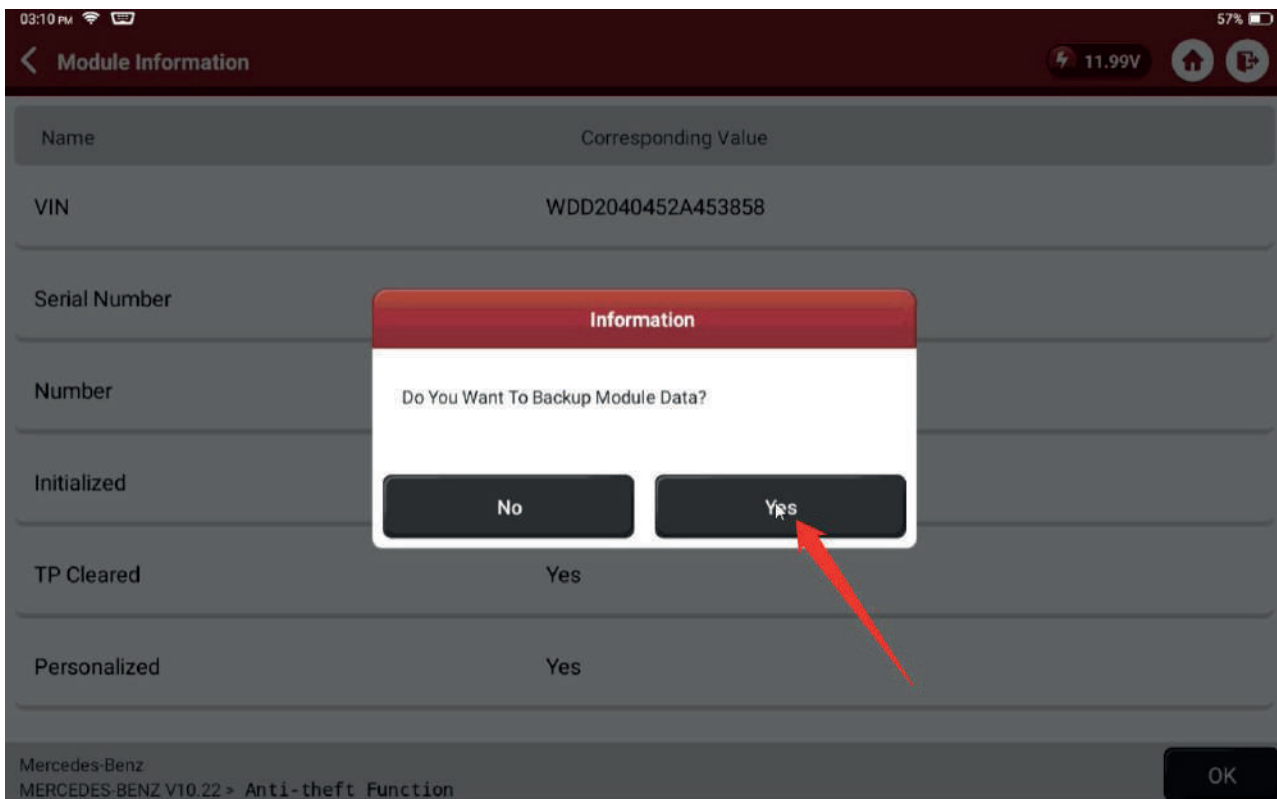 03:10 PM
57%
Module Information
11.99V
Name Corresponding Value
VIN WDD2040452A453858
Serial Number
Information
Number
Do You Want To Backup Module Data?
Initialized
No Yes
TP Cleared Yes
Personalized Yes
Mercedes-Benz
MERCEDES-BENZ V10.22 > Anti-theft Function
OK